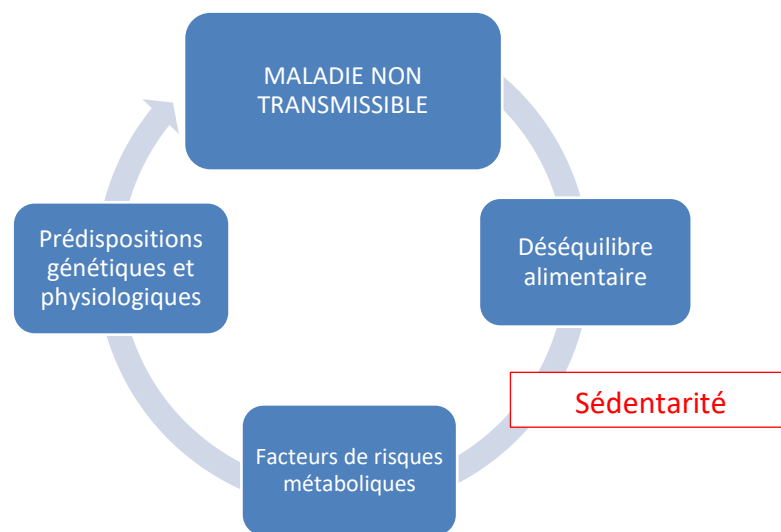 MALADIE NON
TRANSMISSIBLE
Prédispositions
génétiques et
physiologiques
Déséquilibre
alimentaire
Sédentarité
Facteurs de risques
métaboliques